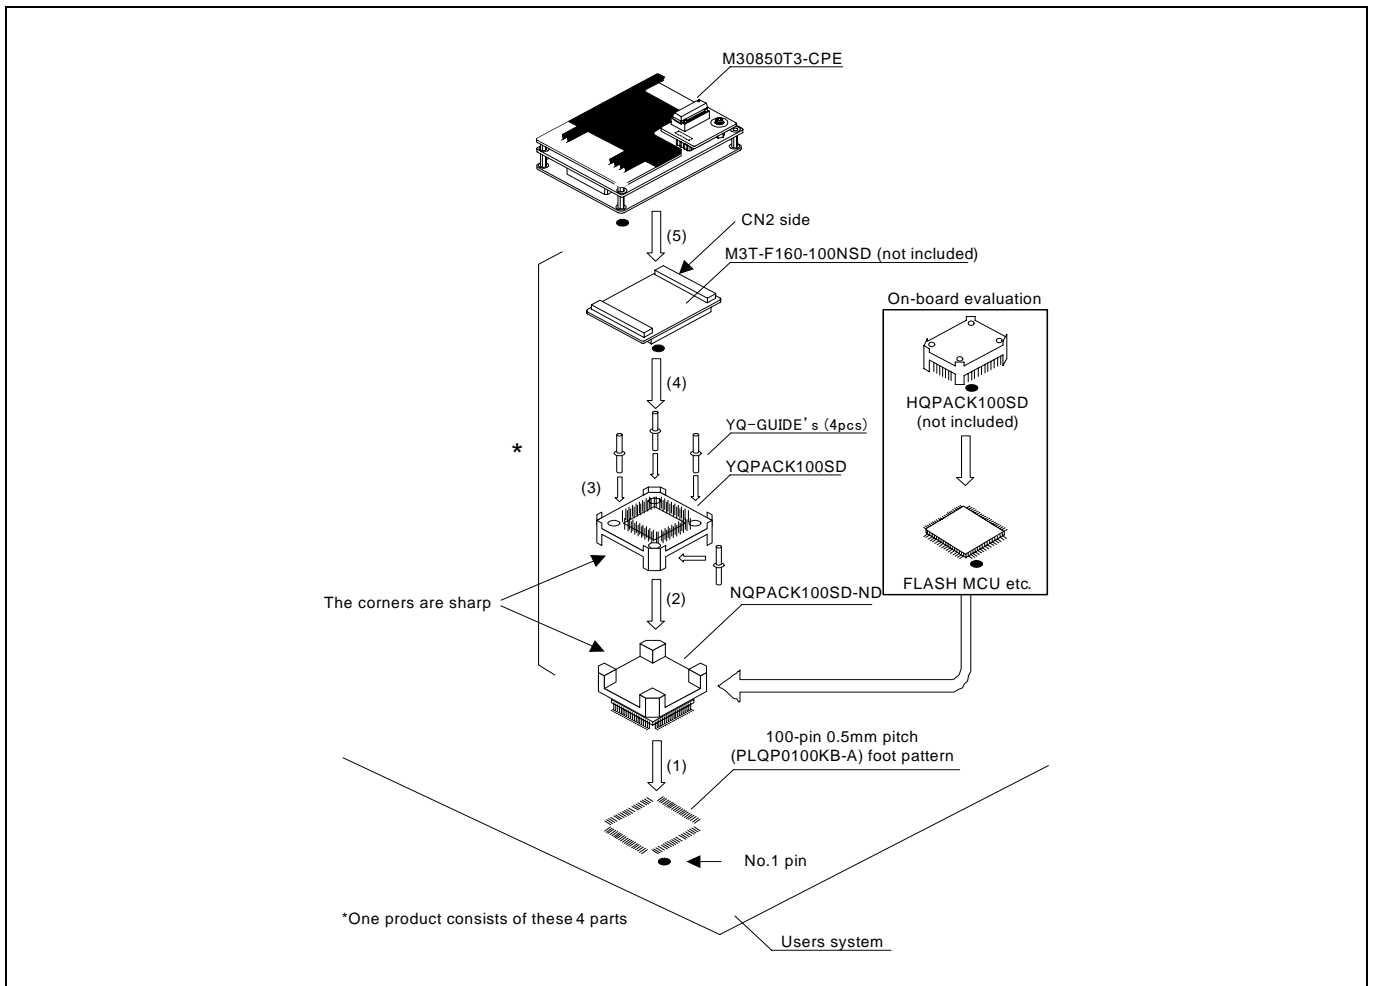 M30850T3-CPE
CN2 side
(5)
M3T-F160-100NSD (not included)
On-board evaluation
(4)
HQPACK100SD
(not included)
YQ-GUIDE's (4pcs)
*
YQPACK100SD
(3)
FLASH MCU etc.
NQPACK100SD-ND
(2)
The corners are sharp
100-pin 0.5mm pitch
(PLQP0100KB-A) foot pattern
(1)
No.1 pin
*One product consists of these 4 parts
Users system